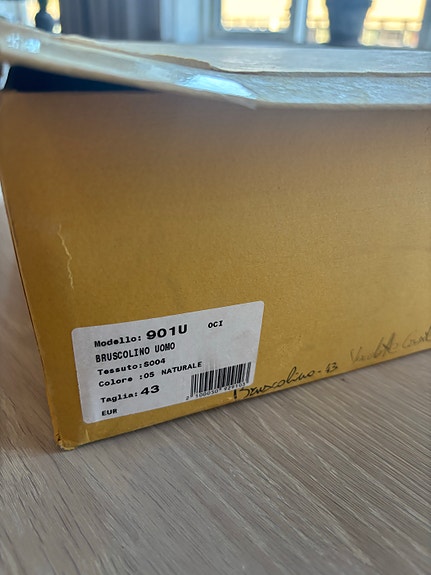 Modello: 901U OCI
BRUSCOLINO UOMO
Tessuto:S004
Colore :05 NATURALE
Taglia: 43
EUR
Bruscolino - 43